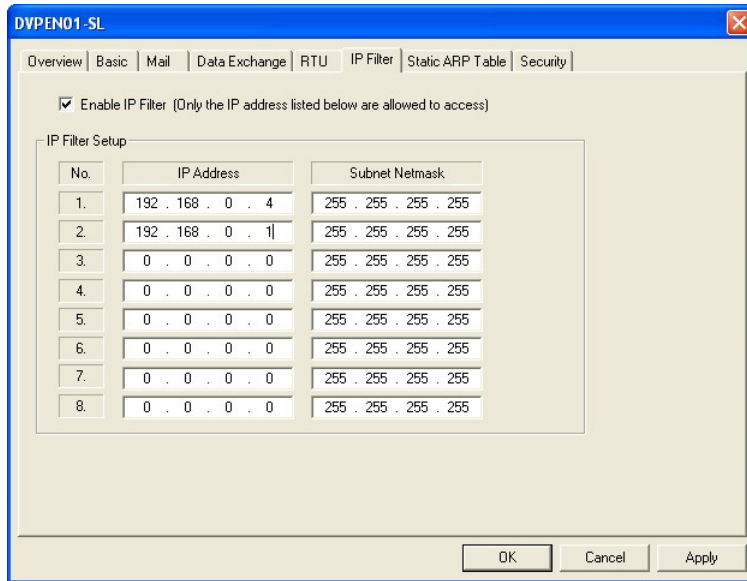 DVPEN01-SL
Overview Basic Mail Data Exchange RTU IP Filter Static ARP Table Security
Enable IP Filter (Only the IP address listed below are allowed to access)
IP Filter Setup
No. IP Address Subnet Netmask
1. 192 . 168 . 0 . 4 255 . 255 . 255 . 255
2. 192 . 168 . 0 . 1 255 . 255 . 255 . 255
3. 0 . 0 . 0 . 0 255 . 255 . 255 . 255
4. 0 . 0 . 0 . 0 255 . 255 . 255 . 255
5. 0 . 0 . 0 . 0 255 . 255 . 255 . 255
6. 0 . 0 . 0 . 0 255 . 255 . 255 . 255
7. 0 . 0 . 0 . 0 255 . 255 . 255 . 255
8. 0 . 0 . 0 . 0 255 . 255 . 255 . 255
OK Cancel Apply